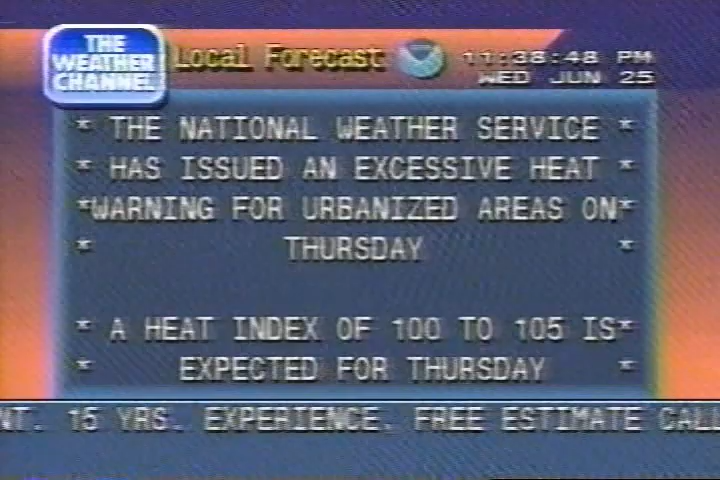 THE
WEATHER
CHANNEL
Local Forecast
11:38:48 PM
WED JUN 25
* THE NATIONAL WEATHER SERVICE *
* HAS ISSUED AN EXCESSIVE HEAT *
*WARNING FOR URBANIZED AREAS ON*
* THURSDAY *
* A HEAT INDEX OF 100 TO 105 IS*
* EXPECTED FOR THURSDAY *
NT. 15 YRS. EXPERIENCE. FREE ESTIMATE CALL